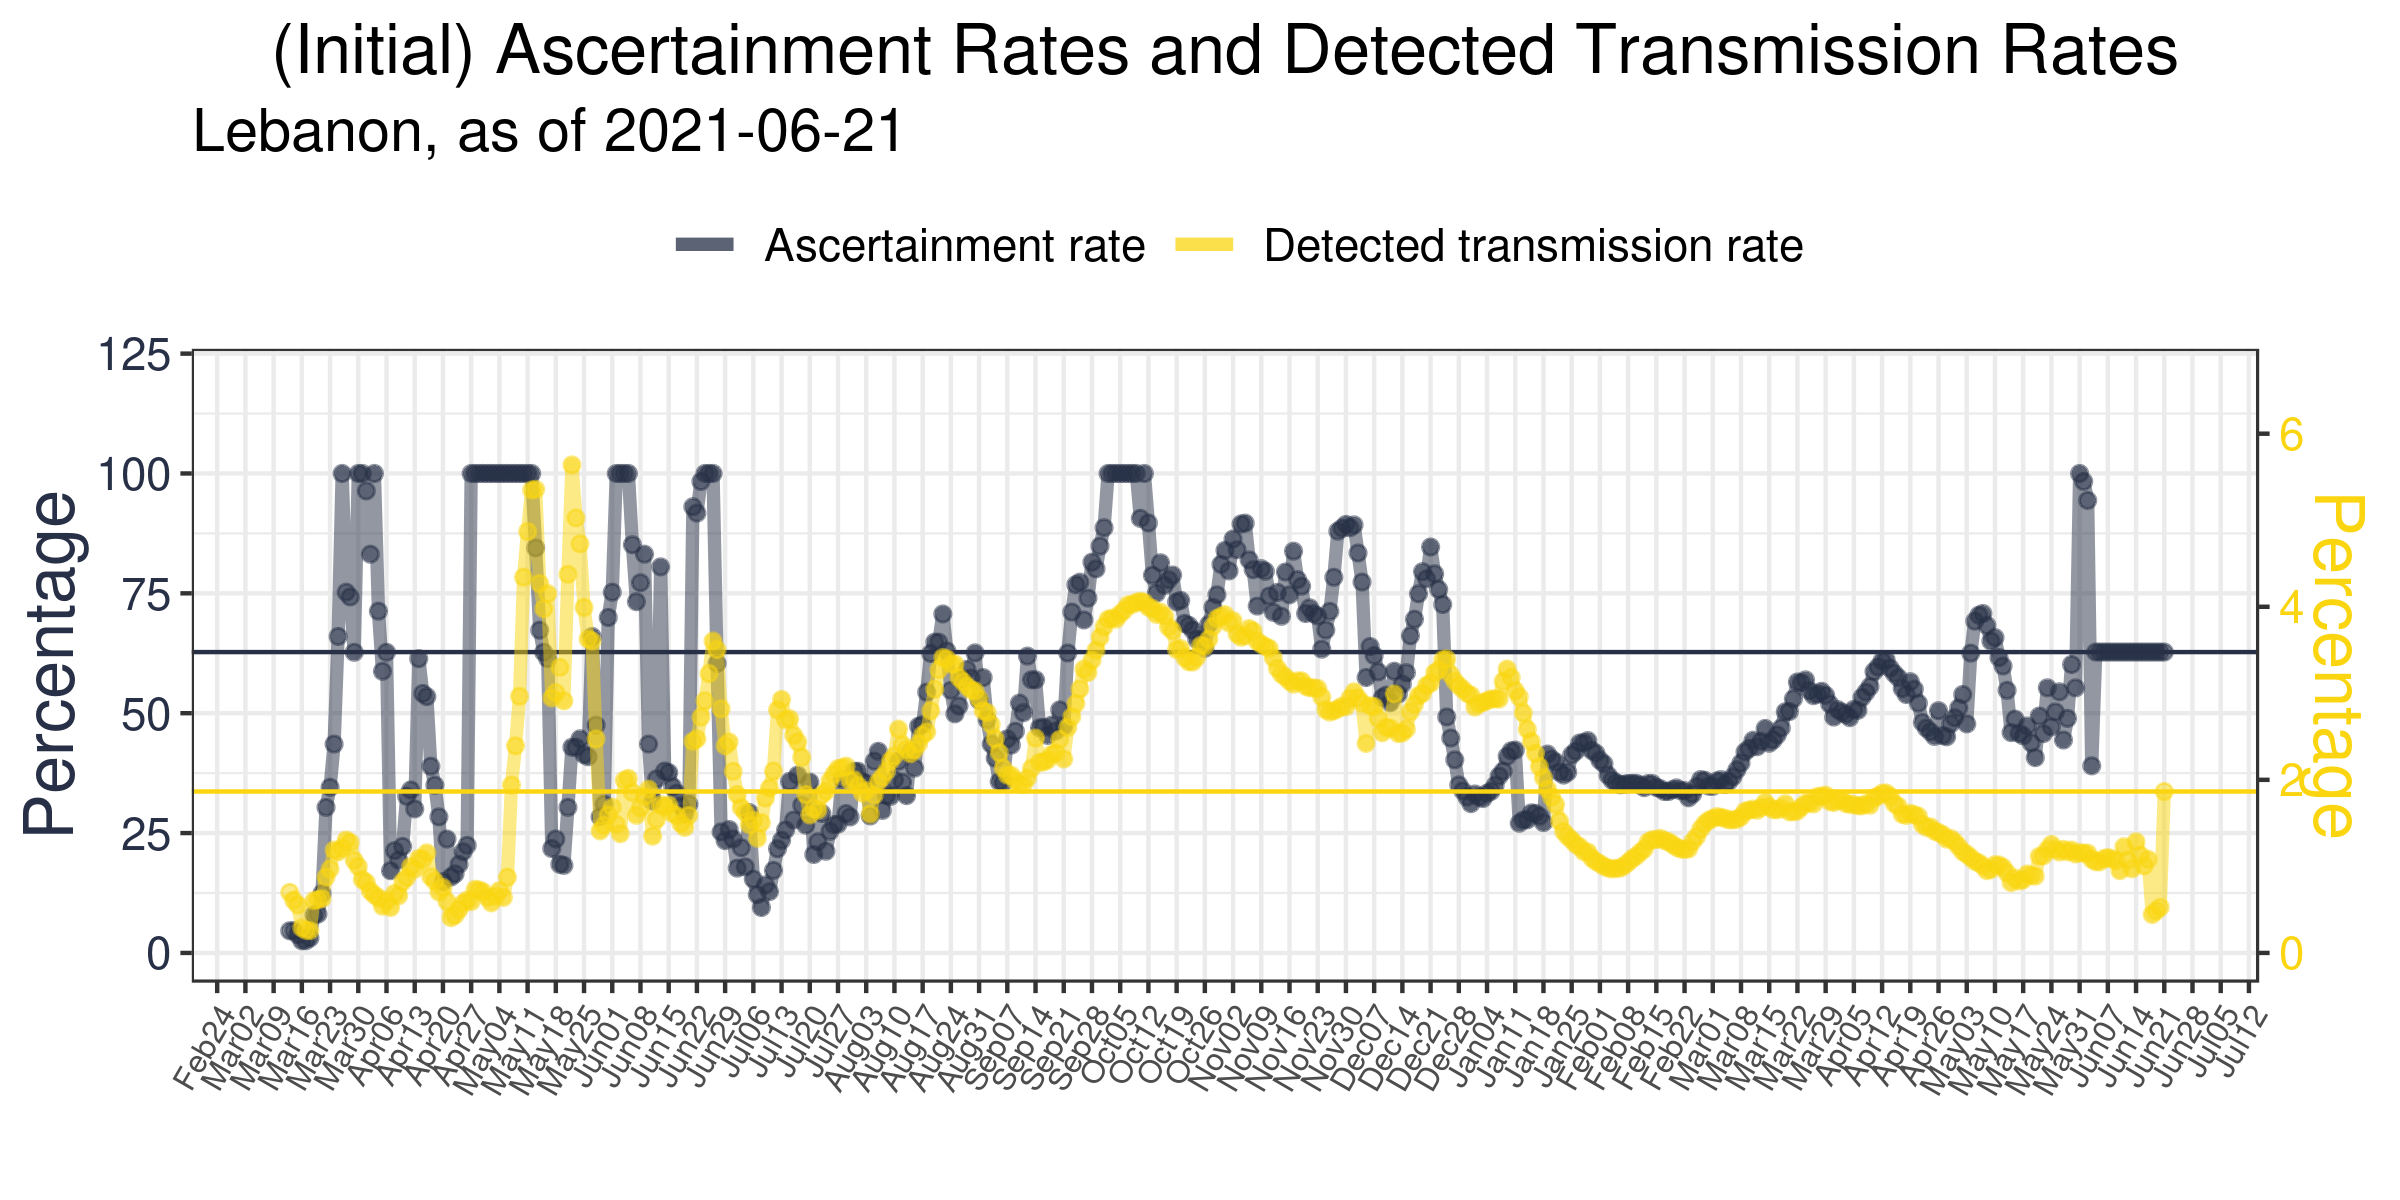 (Initial) Ascertainment Rates and Detected Transmission Rates
Lebanon, as of 2021-06-21
Ascertainment rate
Detected transmission rate
Percentage
125
100
75
50
25
0
6
4
2
0
Percentage
Feb24
Mar02
Mar09
Mar16
Mar23
Mar30
Apr06
Apr13
Apr20
Apr27
May04
May11
May18
May25
Jun01
Jun08
Jun15
Jun22
Jun29
Jul06
Jul13
Jul20
Jul27
Aug03
Aug10
Aug17
Aug24
Aug31
Sep07
Sep14
Sep21
Sep28
Oct05
Oct12
Oct19
Oct26
Nov02
Nov09
Nov16
Nov23
Nov30
Dec07
Dec14
Dec21
Dec28
Jan04
Jan11
Jan18
Jan25
Feb01
Feb08
Feb15
Feb22
Mar01
Mar08
Mar15
Mar22
Mar29
Apr05
Apr12
Apr19
Apr26
May03
May10
May17
May24
May31
Jun07
Jun14
Jun21
Jun28
Jul05
Jul12